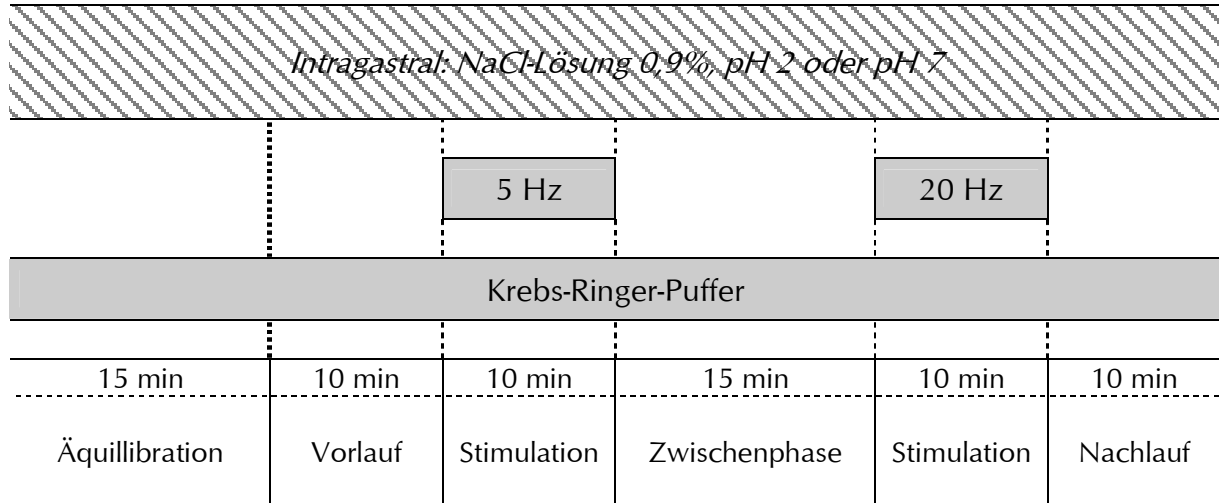 Intragastral: NaCl-Lösung 0,9%, pH 2 oder pH 7
5 Hz 20 Hz
Krebs-Ringer-Puffer
15 min 10 min 10 min 15 min 10 min 10 min
Äquillibration Vorlauf Stimulation Zwischenphase Stimulation Nachlauf